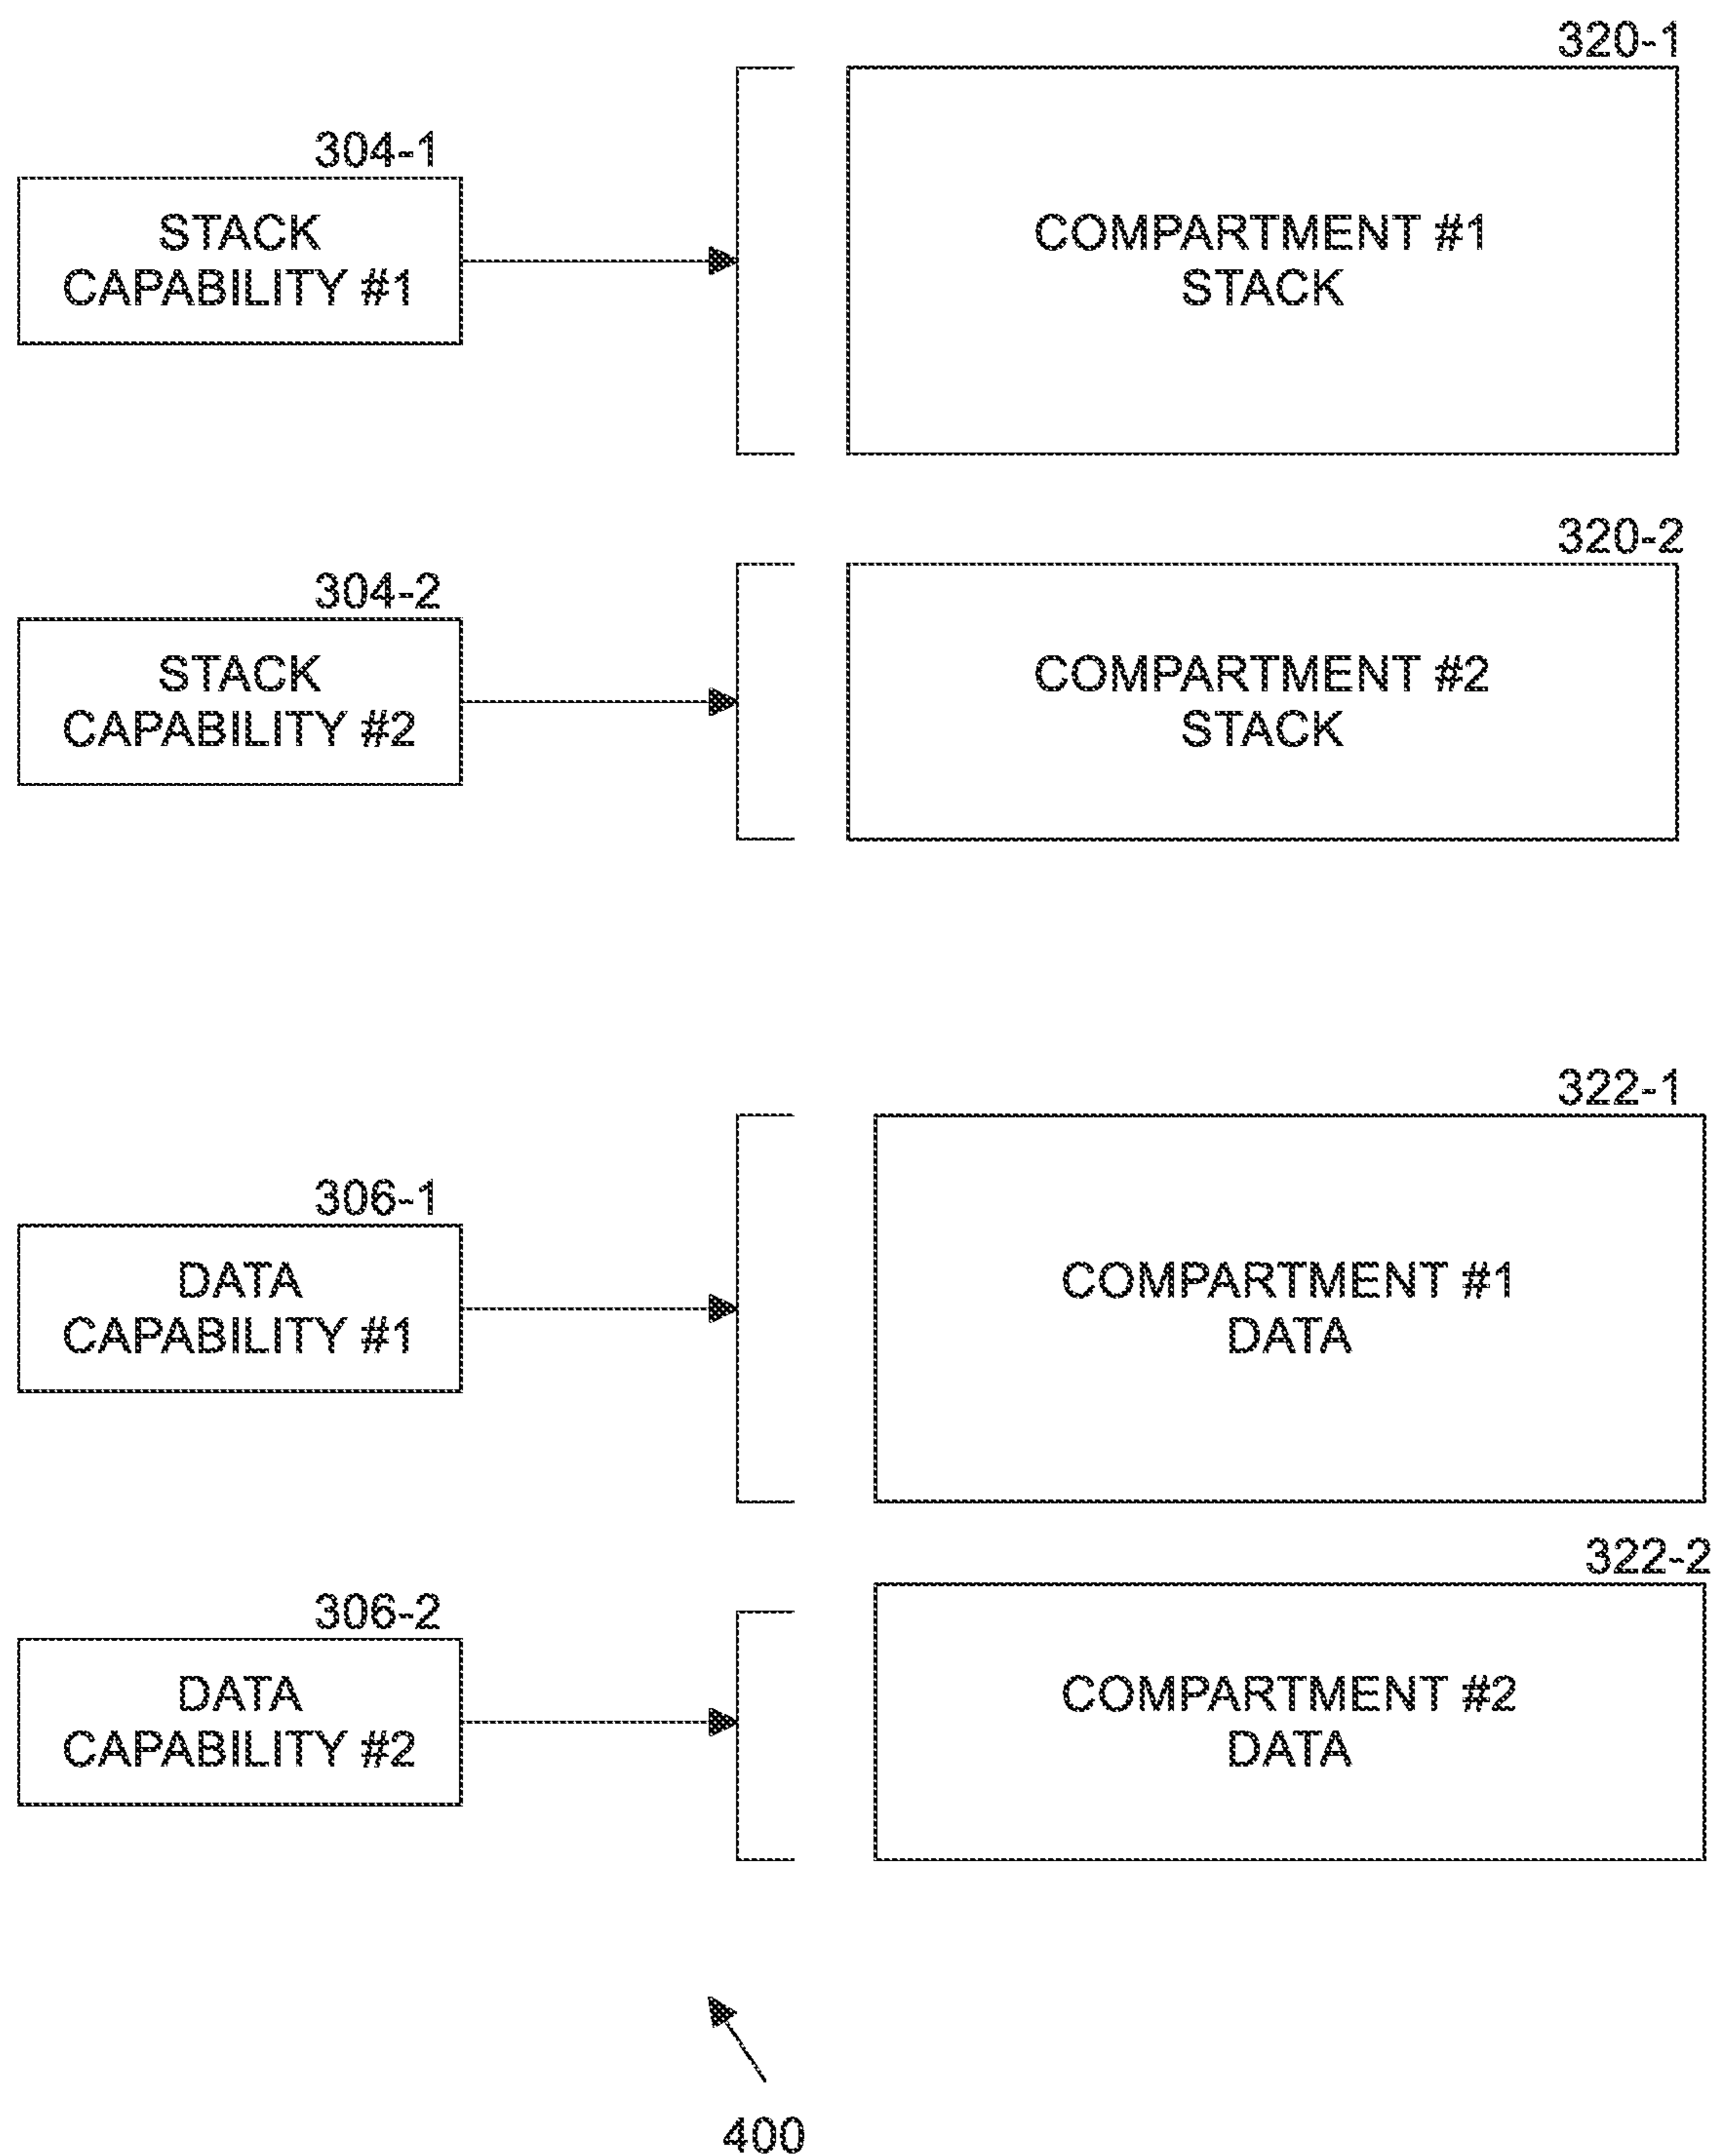 320-1
304-1
STACK
CAPABILITY #1
COMPARTMENT #1
STACK
320-2
304-2
STACK
CAPABILITY #2
COMPARTMENT #2
STACK
322-1
306-1
DATA
CAPABILITY #1
COMPARTMENT #1
DATA
322-2
306-2
DATA
CAPABILITY #2
COMPARTMENT #2
DATA
400